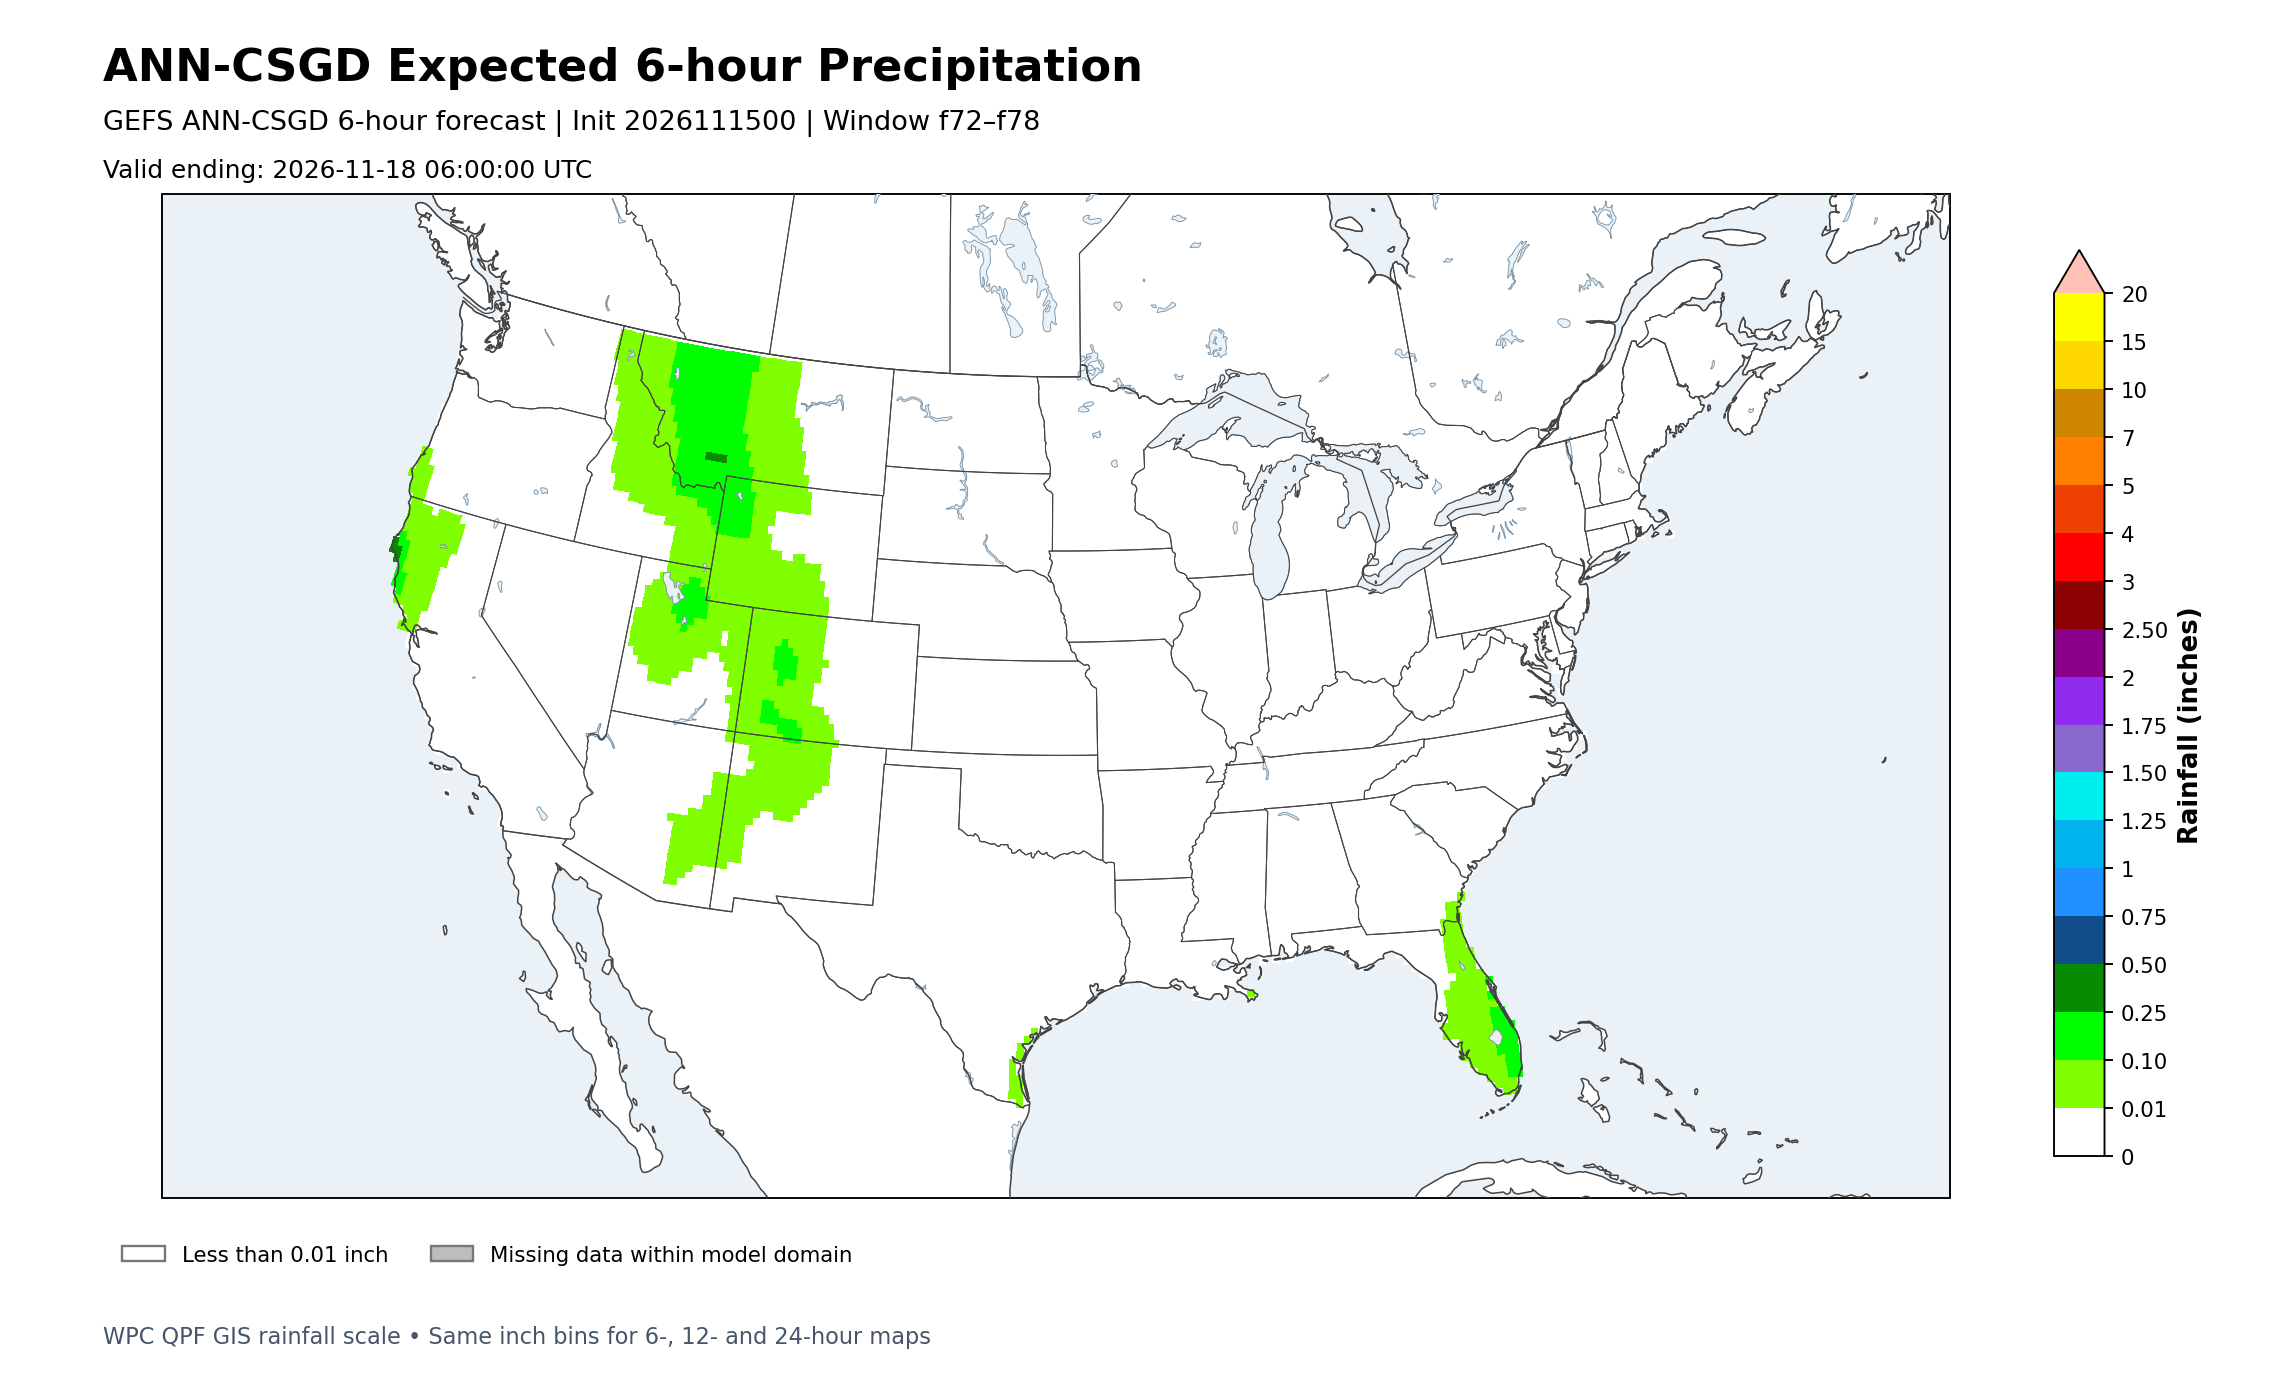 ANN-CSGD Expected 6-hour Precipitation
GEFS ANN-CSGD 6-hour forecast | Init 2026111500 | Window f72–f78
Valid ending: 2026-11-18 06:00:00 UTC
20
15
10
7
5
4
3
2.50
2
1.75
1.50
1.25
1
0.75
0.50
0.25
0.10
0.01
0
Rainfall (inches)
Less than 0.01 inch
Missing data within model domain
WPC QPF GIS rainfall scale • Same inch bins for 6-, 12- and 24-hour maps